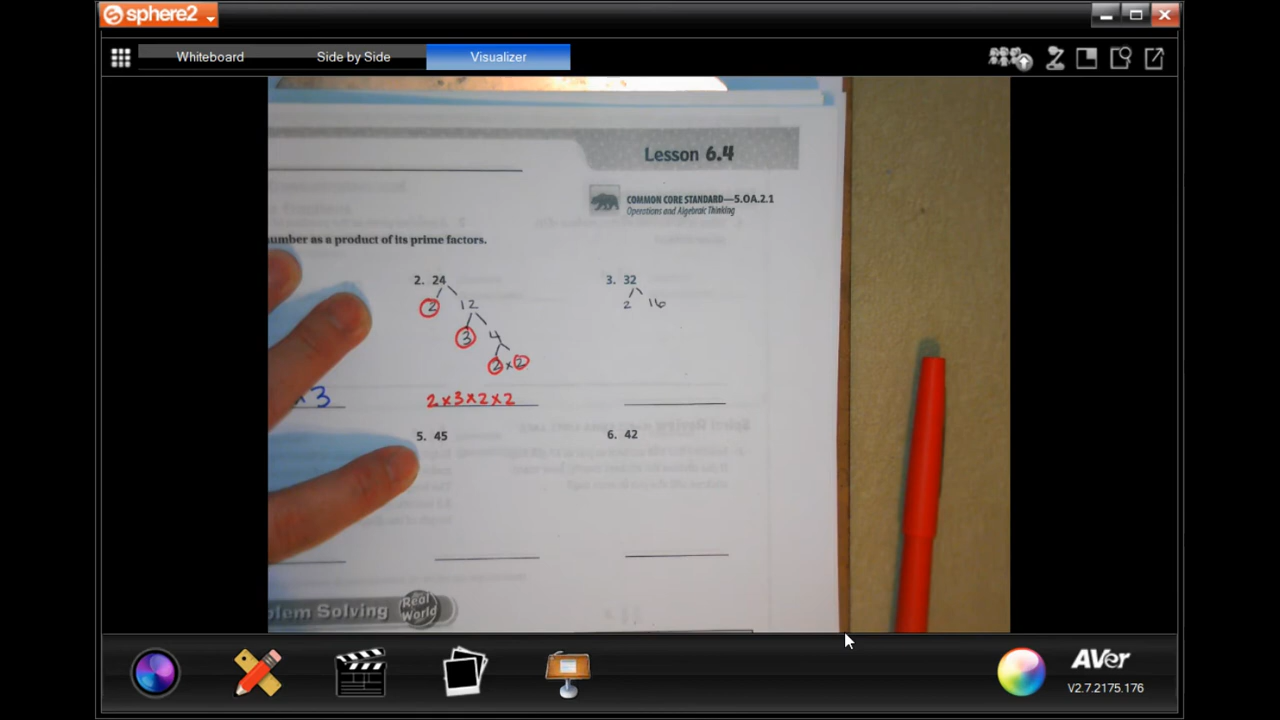 sphere2
Whiteboard Side by Side Visualizer
Lesson 6.4
COMMON CORE STANDARD—5.OA.2.1
Operations and Algebraic Thinking
number as a product of its prime factors.
2. 24
2 12
3 4
2 × 2
2×3×2×2
3. 32
2 16
× 3
5. 45
6. 42
Problem Solving Real World
AVer
V2.7.2175.176